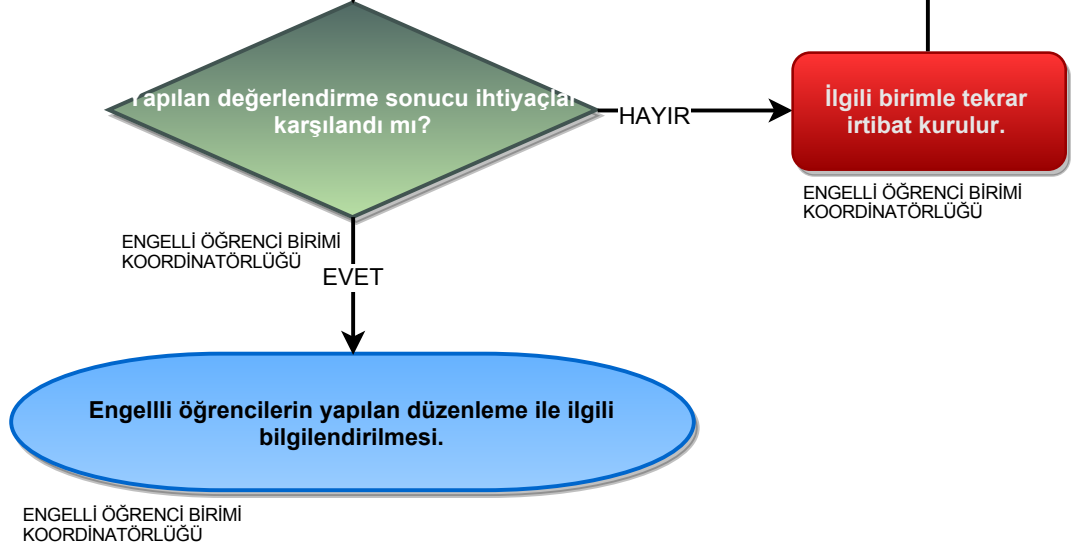 Yapılan değerlendirme sonucu ihtiyaçlar
karşılandı mı?
HAYIR
İlgili birimle tekrar
irtibat kurulur.
ENGELLİ ÖĞRENCİ BİRİMİ
KOORDİNATÖRLÜĞÜ
ENGELLİ ÖĞRENCİ BİRİMİ
KOORDİNATÖRLÜĞÜ
EVET
Engellli öğrencilerin yapılan düzenleme ile ilgili
bilgilendirilmesi.
ENGELLİ ÖĞRENCİ BİRİMİ
KOORDİNATÖRLÜĞÜ